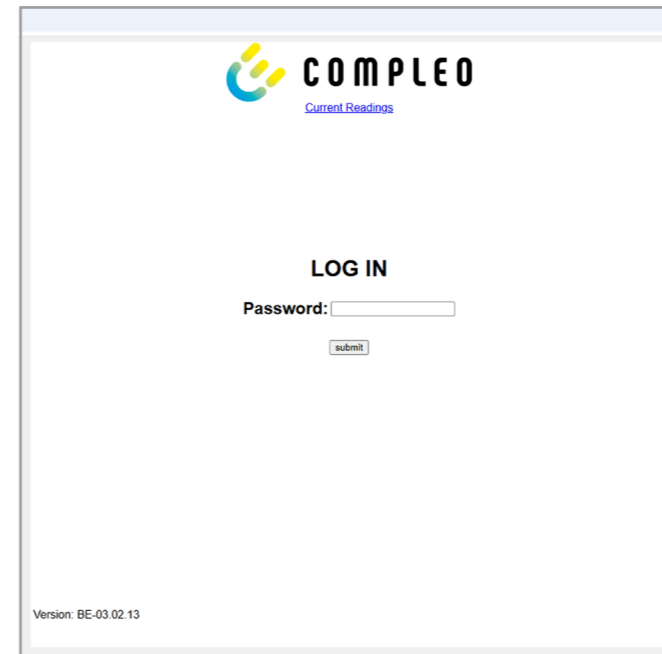 COMPLEO
Current Readings
LOG IN
Password:
submit
Version: BE-03.02.13